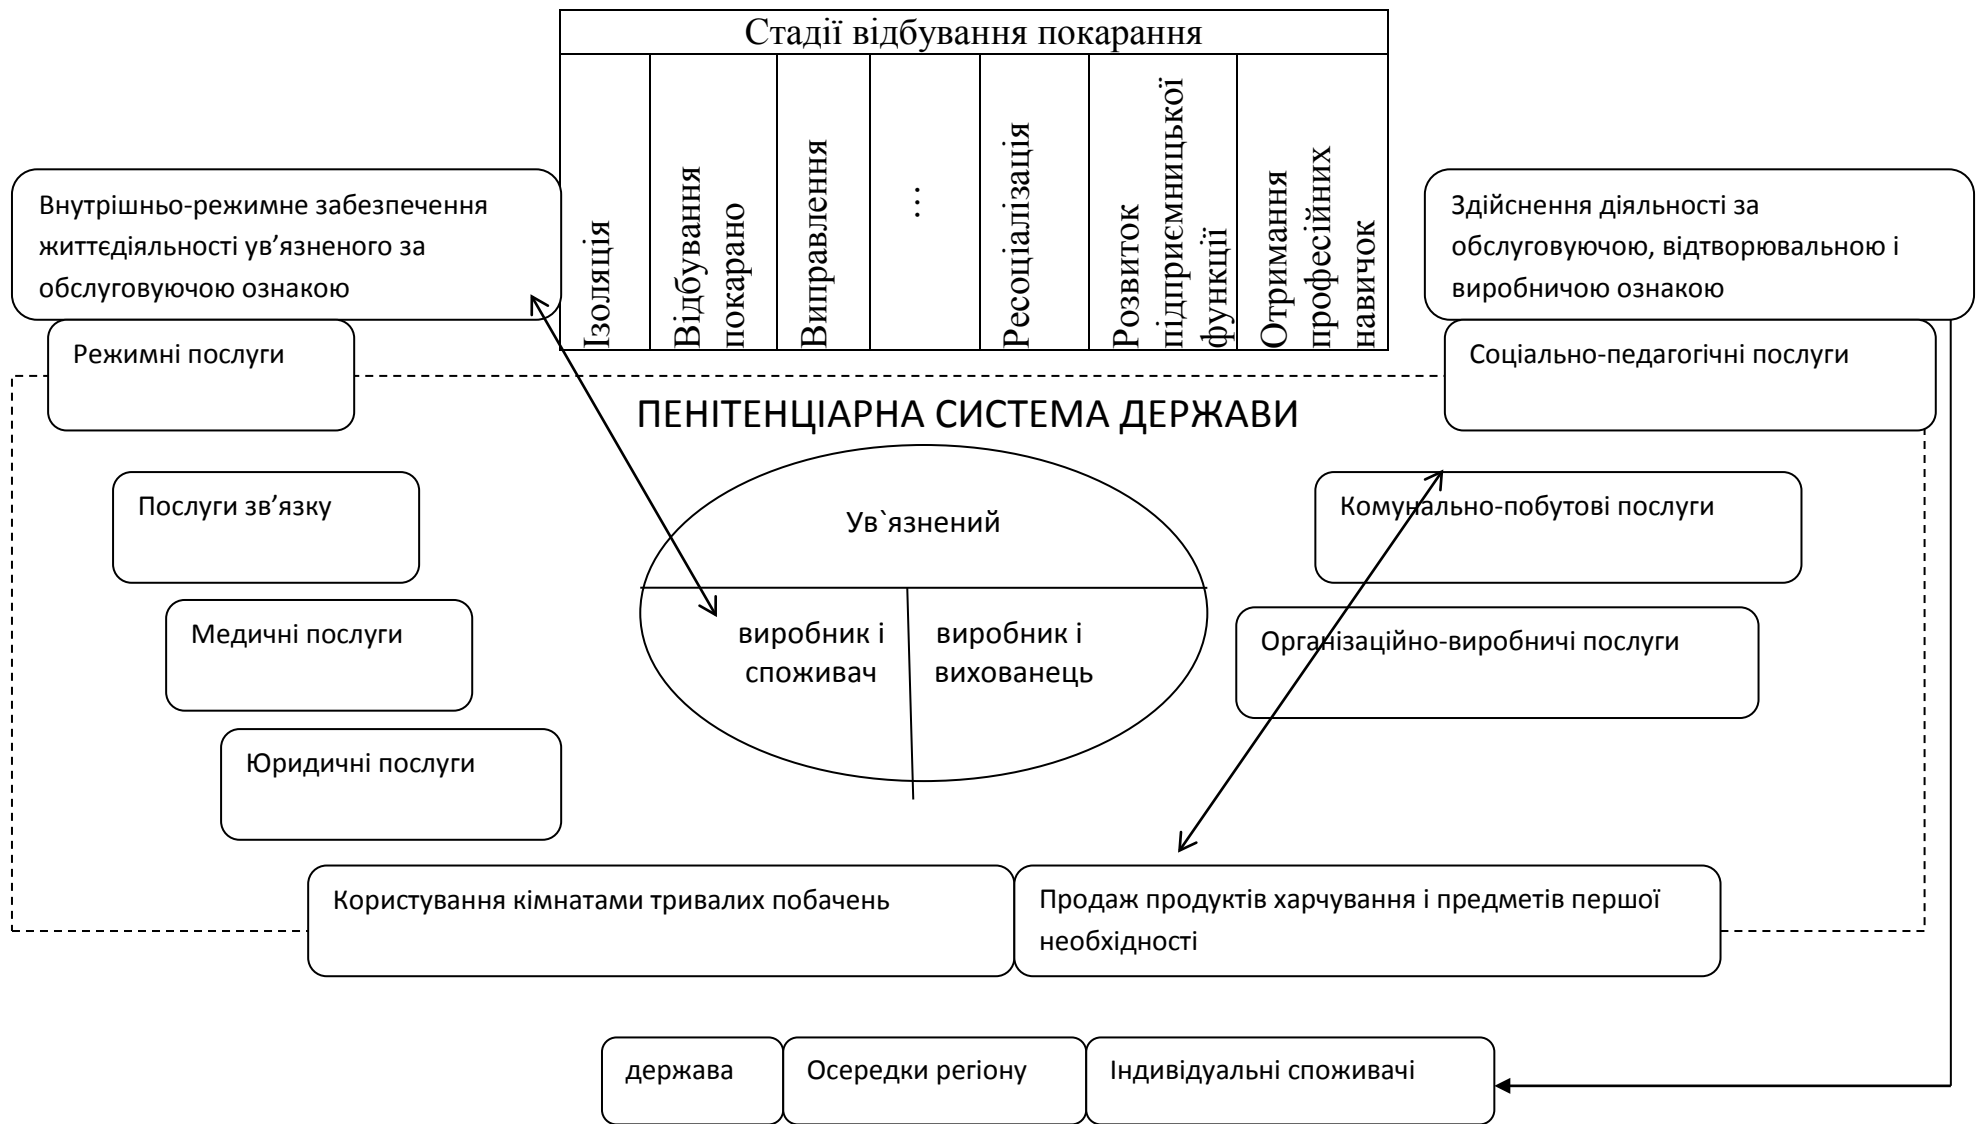 Стадії відбування покарання
Ізоляція
Відбування
покарано
Виправлення
…
Ресоціалізація
Розвиток
підприємницької
функції
Отримання
професійних
навичок
Внутрішньо-режимне забезпечення
життєдіяльності ув’язненого за
обслуговуючою ознакою
Здійснення діяльності за
обслуговуючою, відтворювальною і
виробничою ознакою
Режимні послуги
Соціально-педагогічні послуги
ПЕНІТЕНЦІАРНА СИСТЕМА ДЕРЖАВИ
Послуги зв’язку
Ув`язнений
Комунально-побутові послуги
Медичні послуги
виробник і
споживач
виробник і
вихованець
Організаційно-виробничі послуги
Юридичні послуги
Користування кімнатами тривалих побачень
Продаж продуктів харчування і предметів першої
необхідності
держава
Осередки регіону
Індивідуальні споживачі